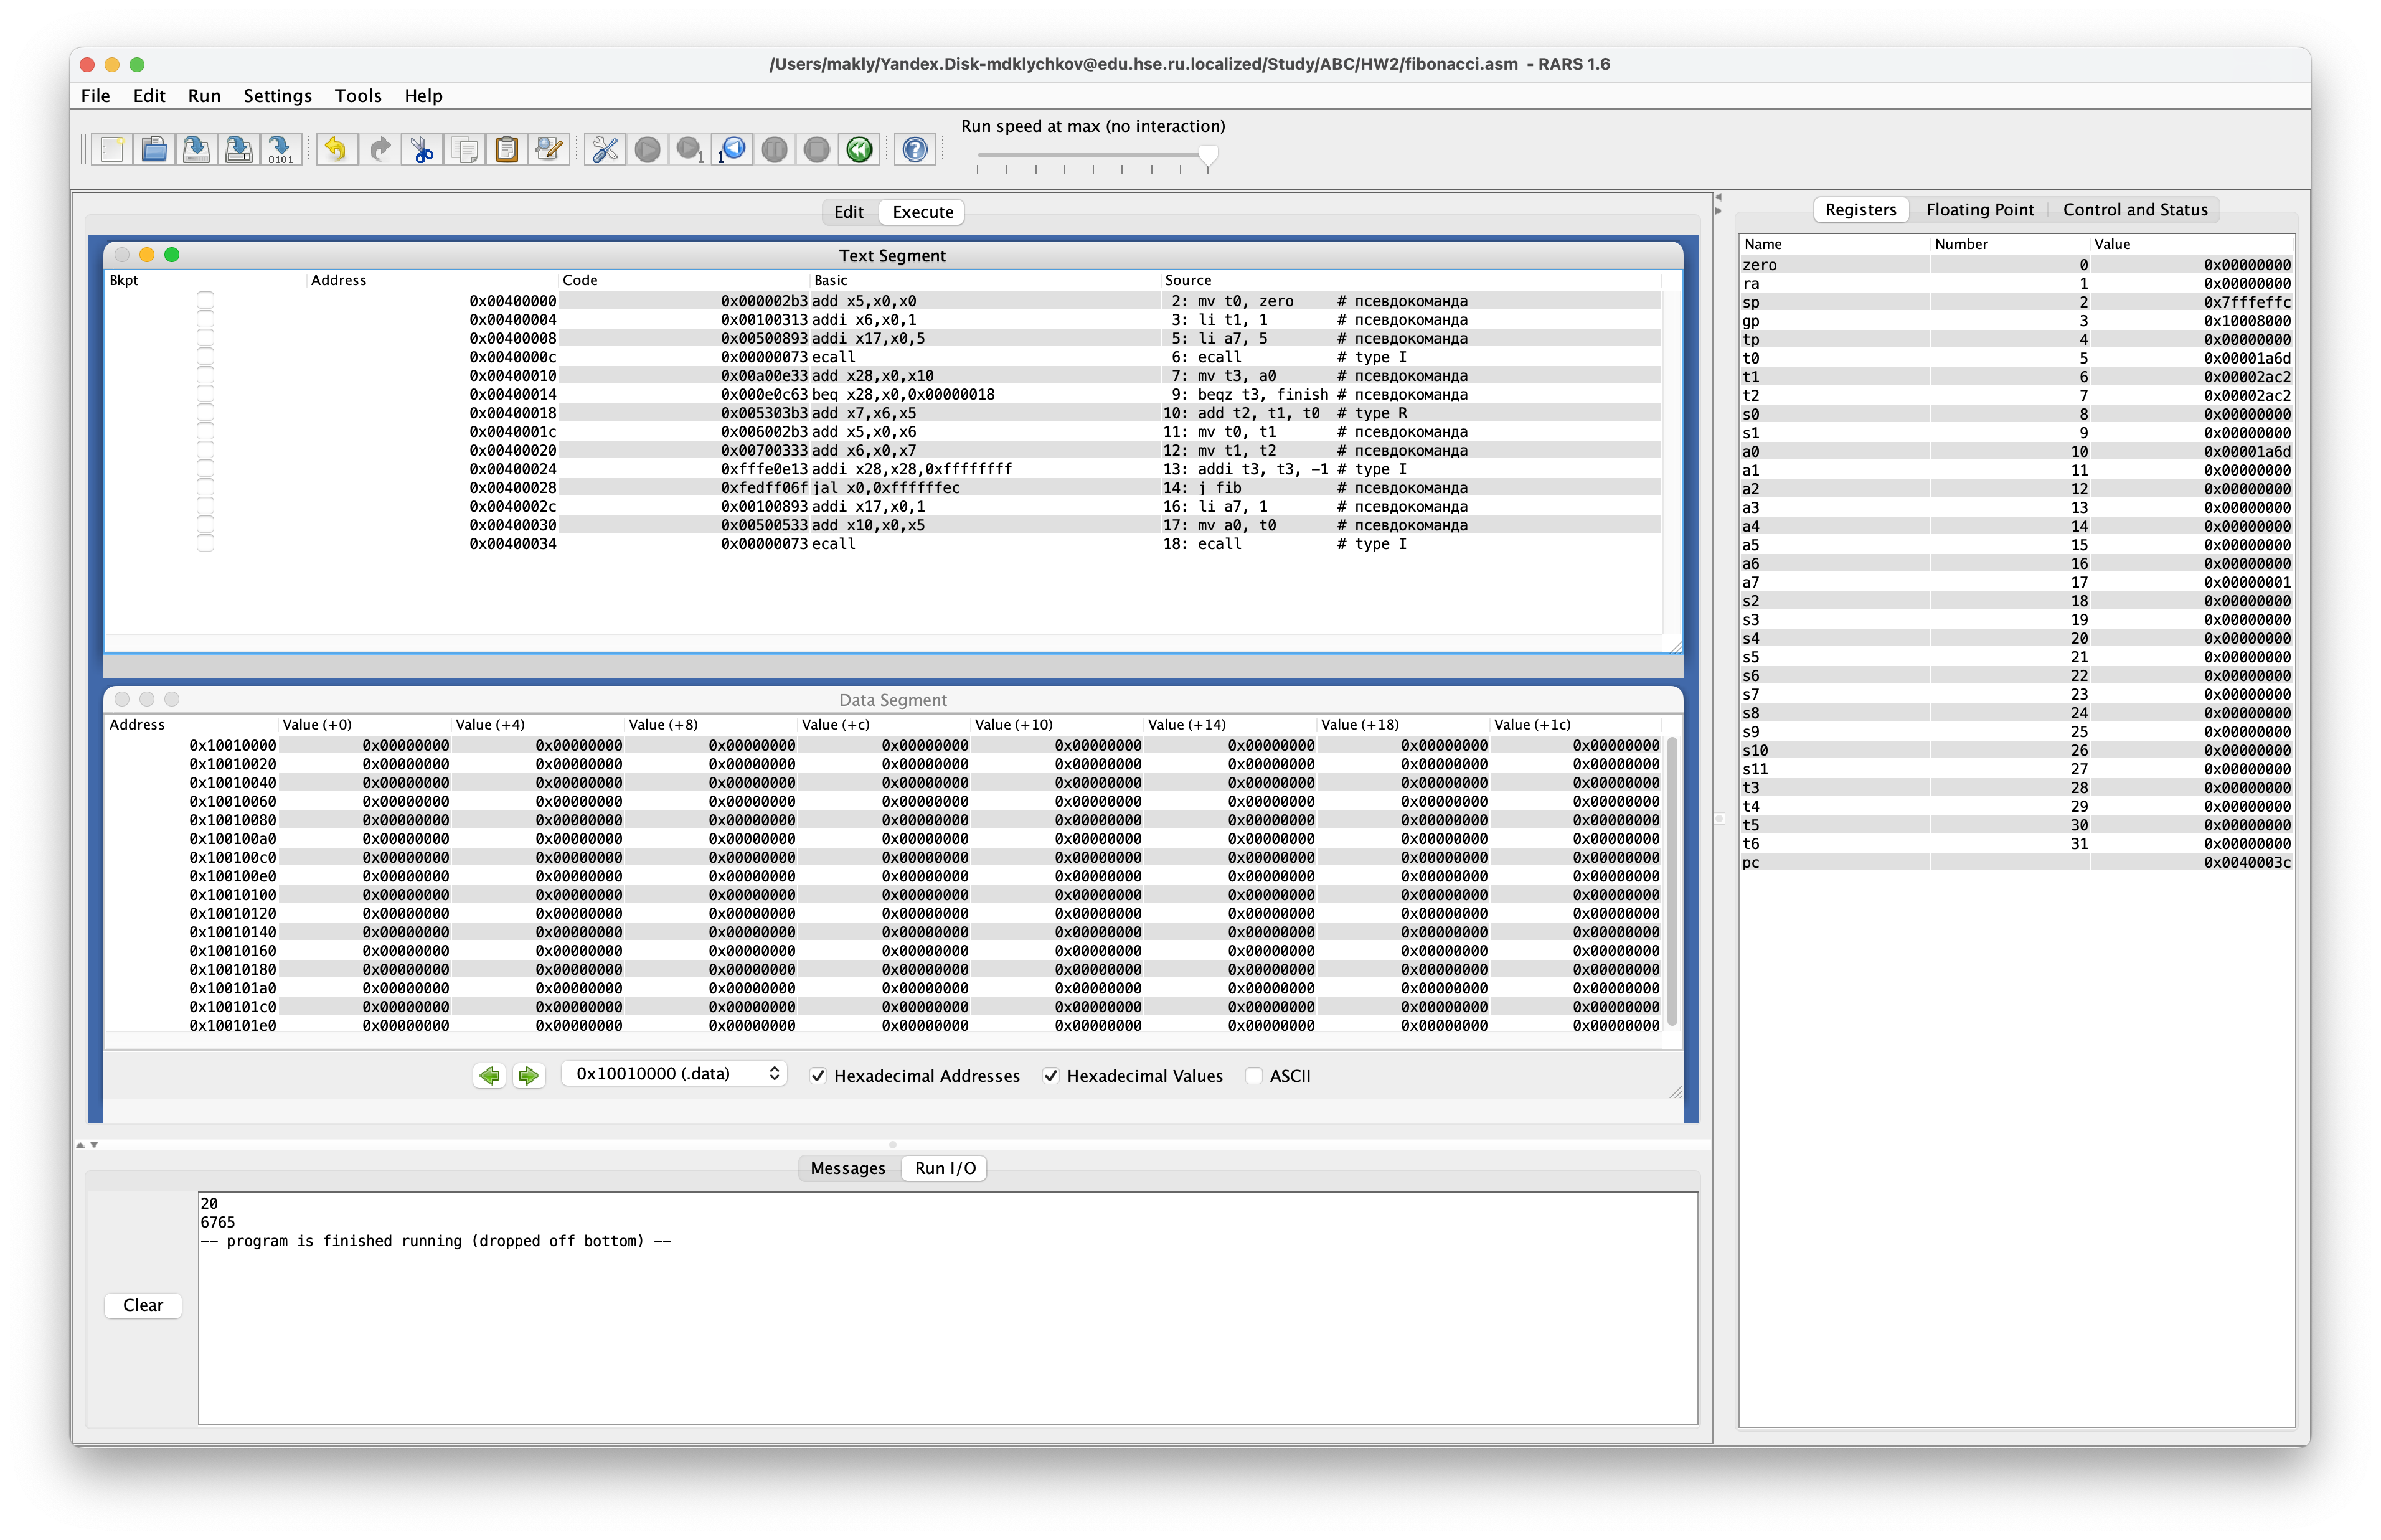 /Users/makly/Yandex.Disk-mdklychkov@edu.hse.ru.localized/Study/ABC/HW2/fibonacci.asm - RARS 1.6
File Edit Run Settings Tools Help
Run speed at max (no interaction)
0101 1 1
Edit Execute
Registers Floating Point Control and Status
Text Segment
Bkpt Address Code Basic Source
0x00400000 0x000002b3 add x5,x0,x0 2: mv t0, zero # псевдокоманда
0x00400004 0x00100313 addi x6,x0,1 3: li t1, 1 # псевдокоманда
0x00400008 0x00500893 addi x17,x0,5 5: li a7, 5 # псевдокоманда
0x0040000c 0x00000073 ecall 6: ecall # type I
0x00400010 0x00a00e33 add x28,x0,x10 7: mv t3, a0 # псевдокоманда
0x00400014 0x000e0c63 beq x28,x0,0x00000018 9: beqz t3, finish # псевдокоманда
0x00400018 0x005303b3 add x7,x6,x5 10: add t2, t1, t0 # type R
0x0040001c 0x006002b3 add x5,x0,x6 11: mv t0, t1 # псевдокоманда
0x00400020 0x00700333 add x6,x0,x7 12: mv t1, t2 # псевдокоманда
0x00400024 0xfffe0e13 addi x28,x28,0xffffffff 13: addi t3, t3, -1 # type I
0x00400028 0xfedff06f jal x0,0xffffffec 14: j fib # псевдокоманда
0x0040002c 0x00100893 addi x17,x0,1 16: li a7, 1 # псевдокоманда
0x00400030 0x00500533 add x10,x0,x5 17: mv a0, t0 # псевдокоманда
0x00400034 0x00000073 ecall 18: ecall # type I
Data Segment
Address Value (+0) Value (+4) Value (+8) Value (+c) Value (+10) Value (+14) Value (+18) Value (+1c)
0x10010000 0x00000000 0x00000000 0x00000000 0x00000000 0x00000000 0x00000000 0x00000000 0x00000000
0x10010020 0x00000000 0x00000000 0x00000000 0x00000000 0x00000000 0x00000000 0x00000000 0x00000000
0x10010040 0x00000000 0x00000000 0x00000000 0x00000000 0x00000000 0x00000000 0x00000000 0x00000000
0x10010060 0x00000000 0x00000000 0x00000000 0x00000000 0x00000000 0x00000000 0x00000000 0x00000000
0x10010080 0x00000000 0x00000000 0x00000000 0x00000000 0x00000000 0x00000000 0x00000000 0x00000000
0x100100a0 0x00000000 0x00000000 0x00000000 0x00000000 0x00000000 0x00000000 0x00000000 0x00000000
0x100100c0 0x00000000 0x00000000 0x00000000 0x00000000 0x00000000 0x00000000 0x00000000 0x00000000
0x100100e0 0x00000000 0x00000000 0x00000000 0x00000000 0x00000000 0x00000000 0x00000000 0x00000000
0x10010100 0x00000000 0x00000000 0x00000000 0x00000000 0x00000000 0x00000000 0x00000000 0x00000000
0x10010120 0x00000000 0x00000000 0x00000000 0x00000000 0x00000000 0x00000000 0x00000000 0x00000000
0x10010140 0x00000000 0x00000000 0x00000000 0x00000000 0x00000000 0x00000000 0x00000000 0x00000000
0x10010160 0x00000000 0x00000000 0x00000000 0x00000000 0x00000000 0x00000000 0x00000000 0x00000000
0x10010180 0x00000000 0x00000000 0x00000000 0x00000000 0x00000000 0x00000000 0x00000000 0x00000000
0x100101a0 0x00000000 0x00000000 0x00000000 0x00000000 0x00000000 0x00000000 0x00000000 0x00000000
0x100101c0 0x00000000 0x00000000 0x00000000 0x00000000 0x00000000 0x00000000 0x00000000 0x00000000
0x100101e0 0x00000000 0x00000000 0x00000000 0x00000000 0x00000000 0x00000000 0x00000000 0x00000000
0x10010000 (.data) Hexadecimal Addresses Hexadecimal Values ASCII
Messages Run I/O
20
6765
-- program is finished running (dropped off bottom) --
Clear
Name Number Value
zero 0 0x00000000
ra 1 0x00000000
sp 2 0x7fffeffc
gp 3 0x10008000
tp 4 0x00000000
t0 5 0x00001a6d
t1 6 0x00002ac2
t2 7 0x00002ac2
s0 8 0x00000000
s1 9 0x00000000
a0 10 0x00001a6d
a1 11 0x00000000
a2 12 0x00000000
a3 13 0x00000000
a4 14 0x00000000
a5 15 0x00000000
a6 16 0x00000000
a7 17 0x00000001
s2 18 0x00000000
s3 19 0x00000000
s4 20 0x00000000
s5 21 0x00000000
s6 22 0x00000000
s7 23 0x00000000
s8 24 0x00000000
s9 25 0x00000000
s10 26 0x00000000
s11 27 0x00000000
t3 28 0x00000000
t4 29 0x00000000
t5 30 0x00000000
t6 31 0x00000000
pc 0x0040003c